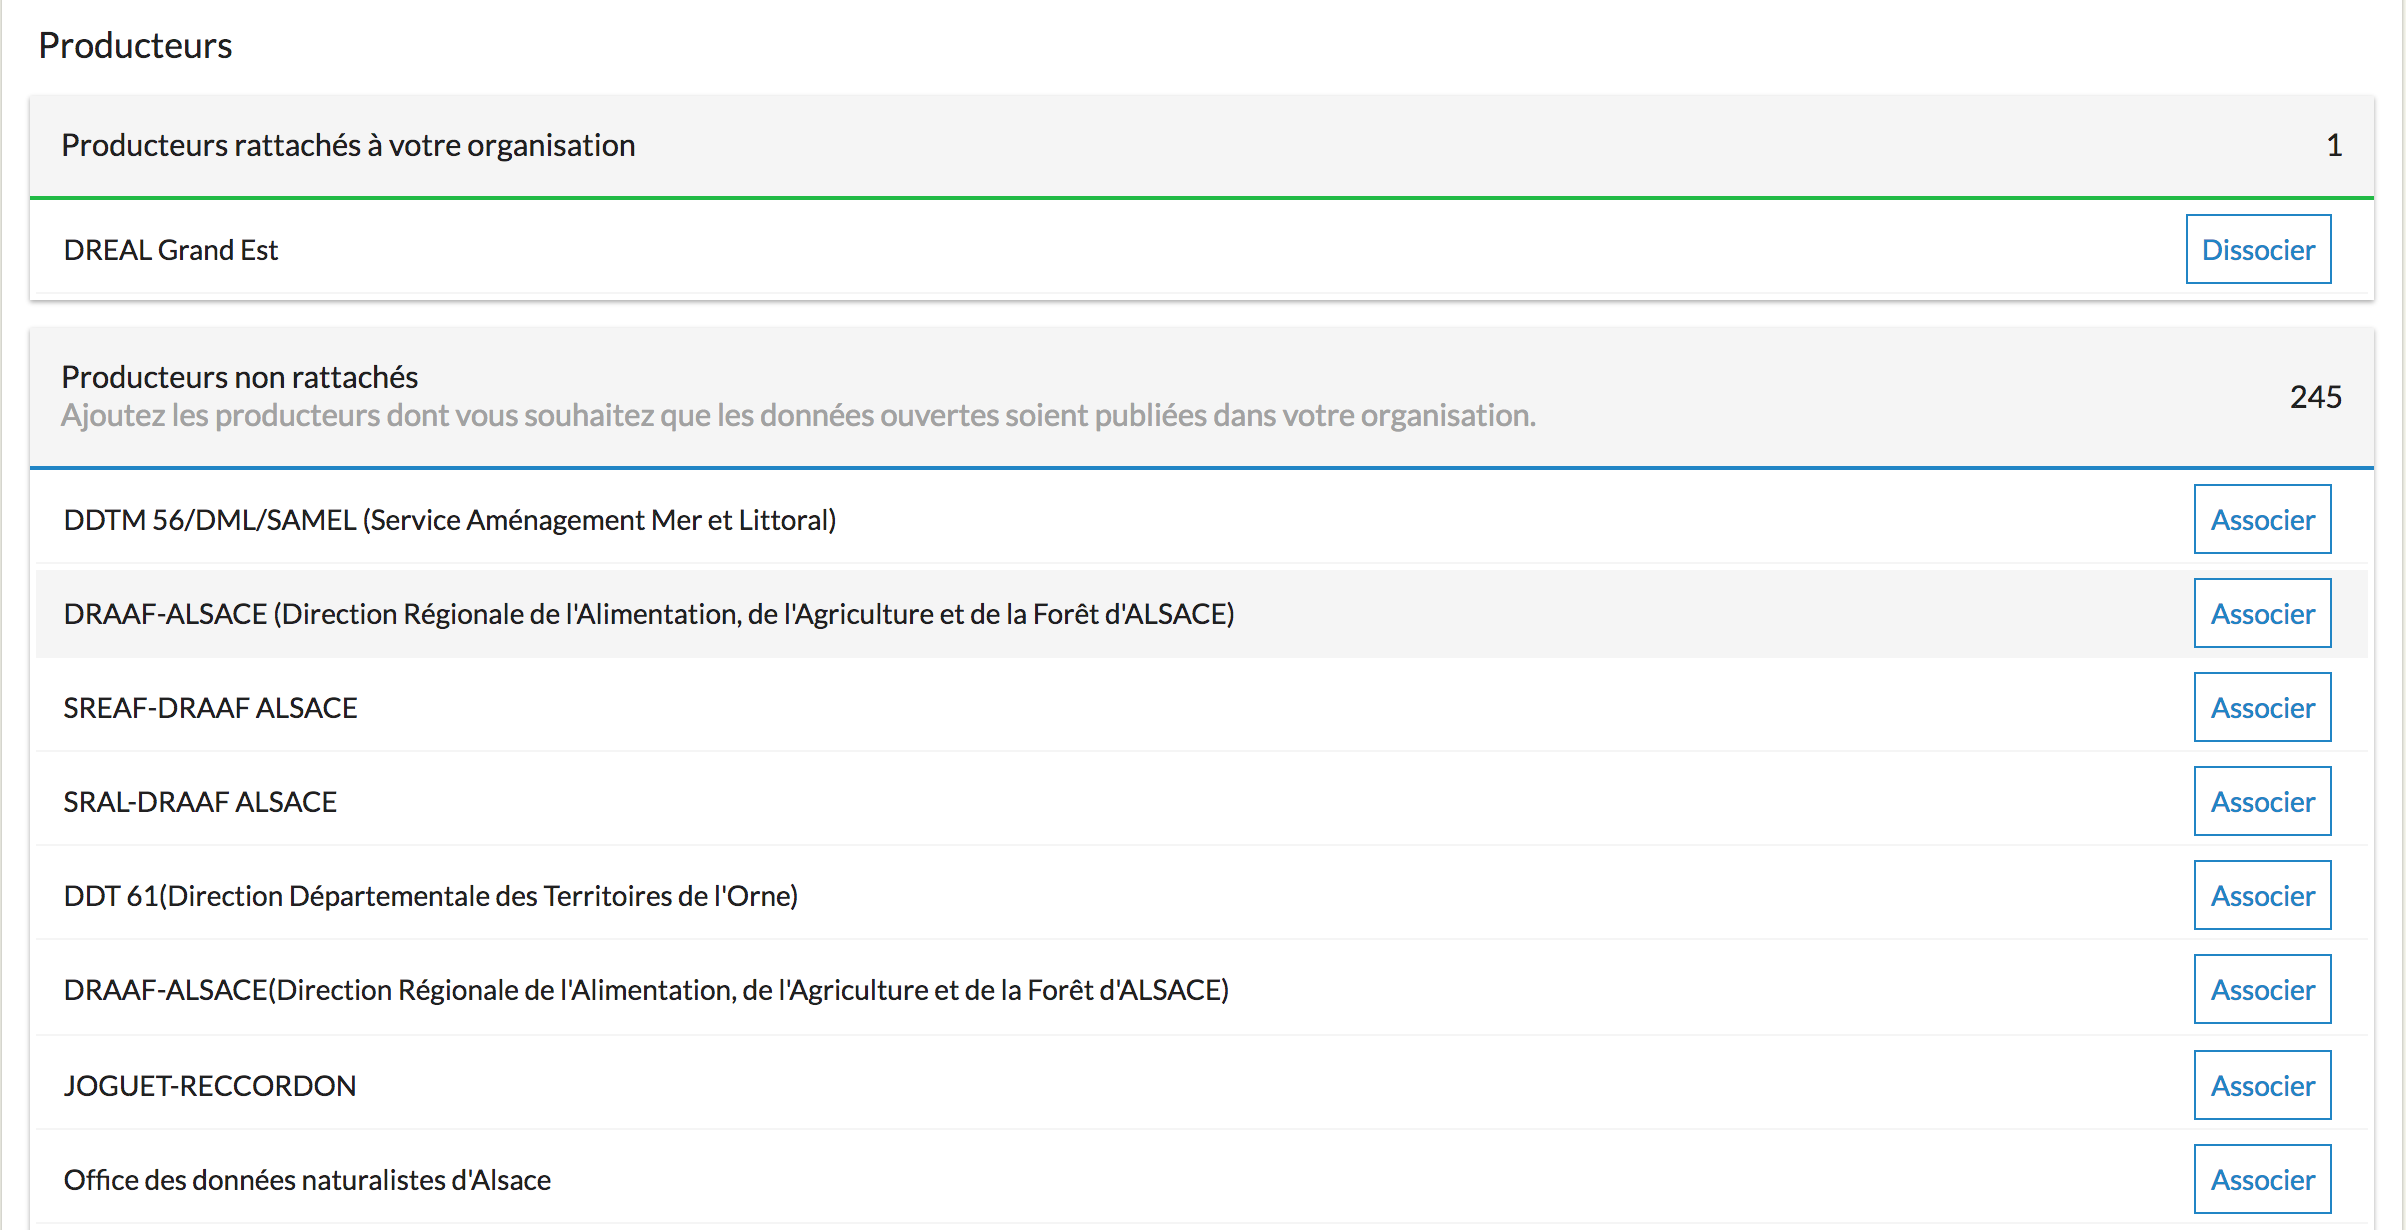 Producteurs
Producteurs rattachés à votre organisation 1
DREAL Grand Est Dissocier
Producteurs non rattachés
Ajoutez les producteurs dont vous souhaitez que les données ouvertes soient publiées dans votre organisation. 245
DDTM 56/DML/SAMEL (Service Aménagement Mer et Littoral) Associer
DRAAF-ALSACE (Direction Régionale de l'Alimentation, de l'Agriculture et de la Forêt d'ALSACE) Associer
SREAF-DRAAF ALSACE Associer
SRAL-DRAAF ALSACE Associer
DDT 61(Direction Départementale des Territoires de l'Orne) Associer
DRAAF-ALSACE(Direction Régionale de l'Alimentation, de l'Agriculture et de la Forêt d'ALSACE) Associer
JOGUET-RECCORDON Associer
Office des données naturalistes d'Alsace Associer